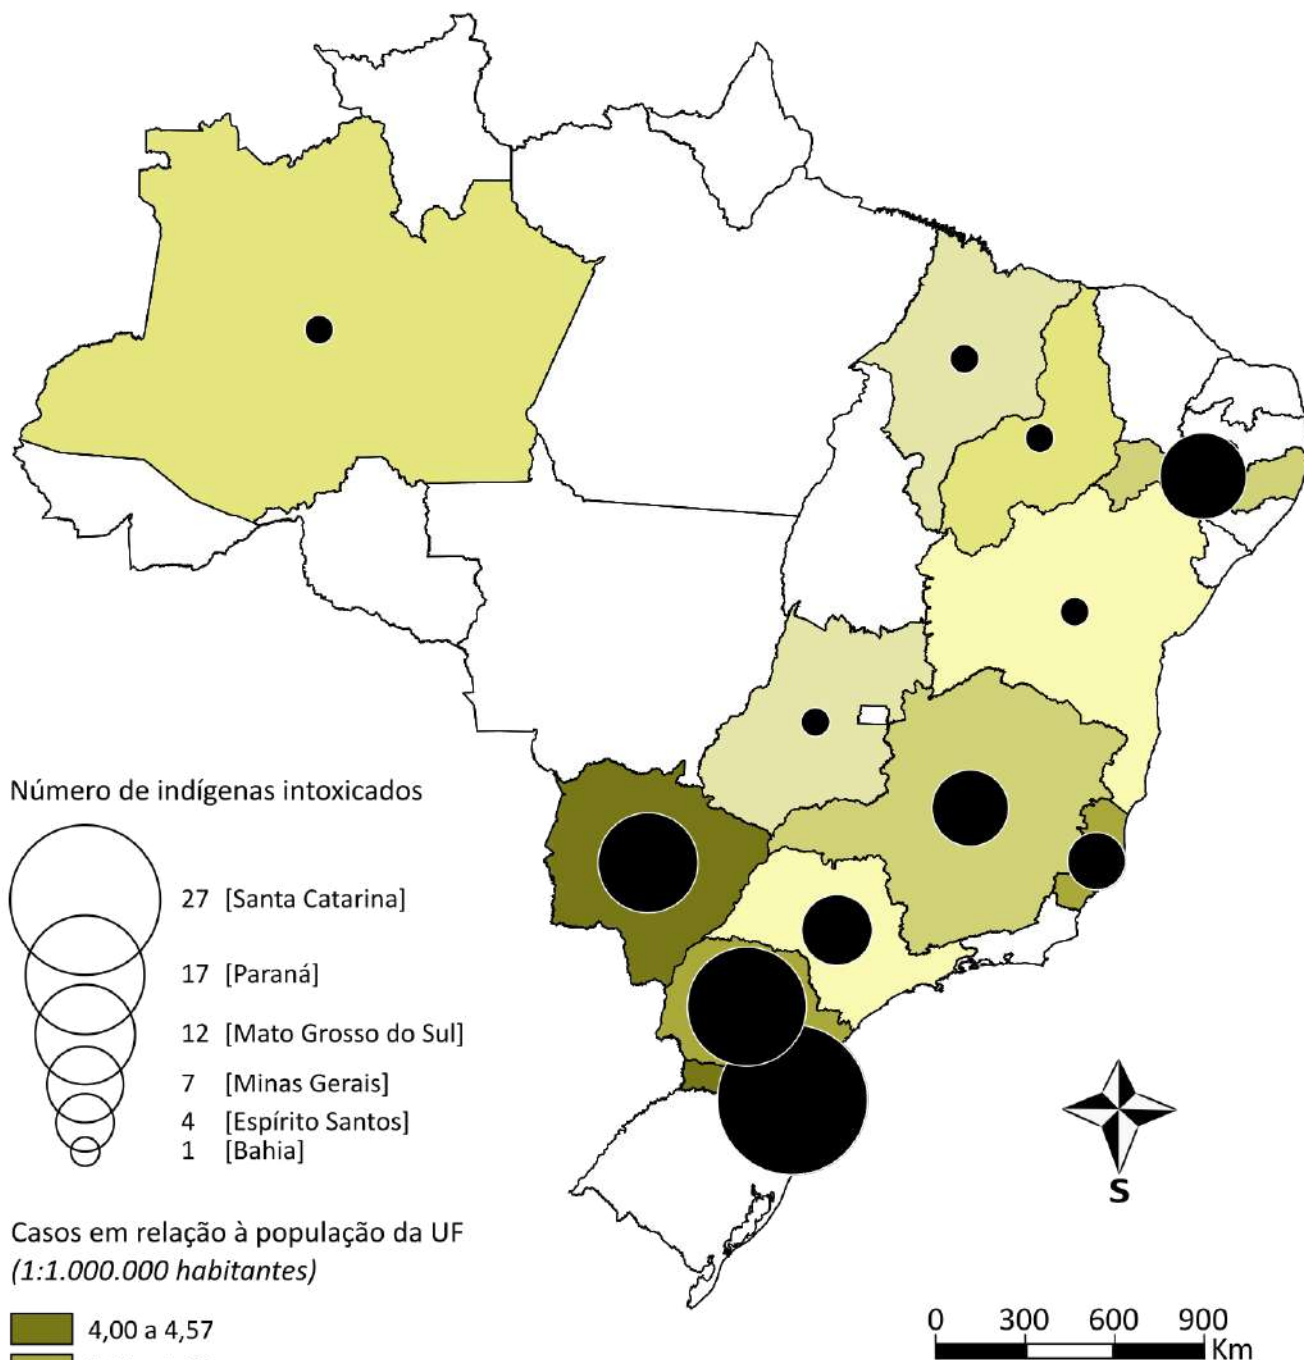 Número de indígenas intoxicados
27 [Santa Catarina]
17 [Paraná]
12 [Mato Grosso do Sul]
7 [Minas Gerais]
4 [Espírito Santos]
1 [Bahia]
S
Casos em relação à população da UF
(1:1.000.000 habitantes)
4,00 a 4,57
0 300 600 900
Km